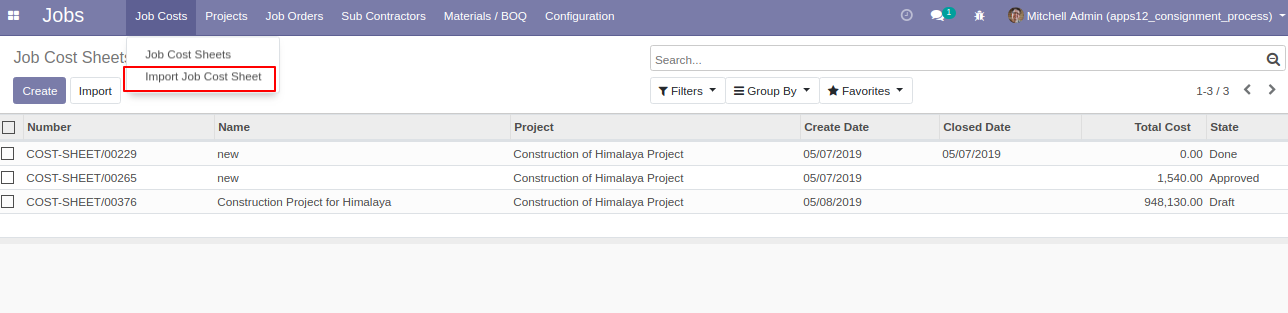 Jobs Job Costs Projects Job Orders Sub Contractors Materials / BOQ Configuration 1 Mitchell Admin (apps12_consignment_process)
Job Cost Sheets
Job Cost Sheets
Search...
Import Job Cost Sheet
Create Import Filters Group By Favorites 1-3 / 3
Number Name Project Create Date Closed Date Total Cost State
COST-SHEET/00229 new Construction of Himalaya Project 05/07/2019 05/07/2019 0.00 Done
COST-SHEET/00265 new Construction of Himalaya Project 05/07/2019 1,540.00 Approved
COST-SHEET/00376 Construction Project for Himalaya Construction of Himalaya Project 05/08/2019 948,130.00 Draft